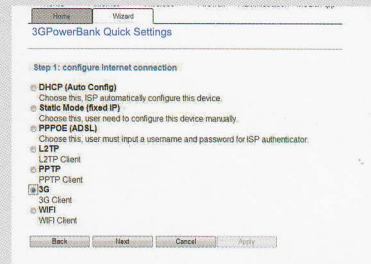 Home Wizard
3GPowerBank Quick Settings
Step 1: configure Internet connection
DHCP (Auto Config)
Choose this, ISP automatically configure this device.
Static Mode (fixed IP)
Choose this, user need to configure this device manually.
PPPOE (ADSL)
Choose this, user must input a username and password for ISP authenticator.
L2TP
L2TP Client
PPTP
PPTP Client
3G
3G Client
WIFI
WIFI Client
Back Next Cancel Apply